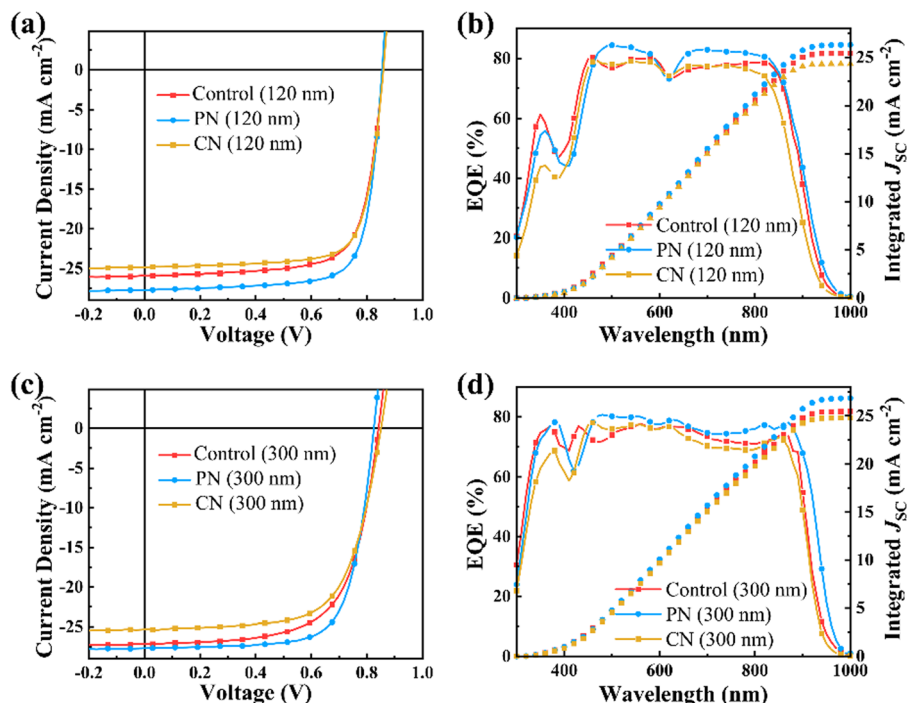 (a)
Current Density (mA cm⁻²)
0
-5
-10
-15
-20
-25
Control (120 nm)
PN (120 nm)
CN (120 nm)
-0.2 0.0 0.2 0.4 0.6 0.8 1.0
Voltage (V)
(b)
EQE (%)
80
60
40
20
0
Control (120 nm)
PN (120 nm)
CN (120 nm)
400 600 800 1000
Wavelength (nm)
30
25
20
15
10
5
0
Integrated J_SC (mA cm⁻²)
(c)
Current Density (mA cm⁻²)
0
-5
-10
-15
-20
-25
Control (300 nm)
PN (300 nm)
CN (300 nm)
-0.2 0.0 0.2 0.4 0.6 0.8 1.0
Voltage (V)
(d)
EQE (%)
80
60
40
20
0
Control (300 nm)
PN (300 nm)
CN (300 nm)
400 600 800 1000
Wavelength (nm)
25
20
15
10
5
0
Integrated J_SC (mA cm⁻²)